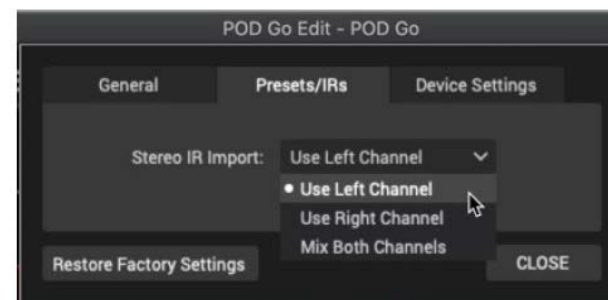 POD Go Edit - POD Go
General Presets/IRs Device Settings
Stereo IR Import: Use Left Channel
Use Left Channel
Use Right Channel
Mix Both Channels
Restore Factory Settings CLOSE